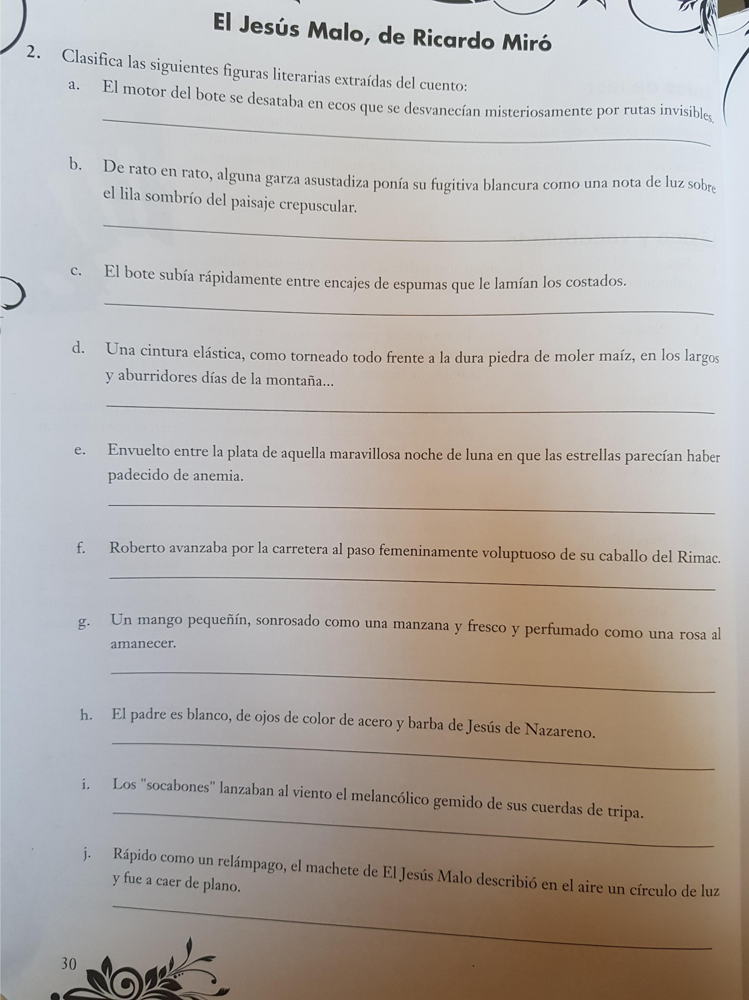 El Jesús Malo, de Ricardo Miró
2. Clasifica las siguientes figuras literarias extraídas del cuento:
a. El motor del bote se desataba en ecos que se desvanecían misteriosamente por rutas invisibles.
b. De rato en rato, alguna garza asustadiza ponía su fugitiva blancura como una nota de luz sobre
el lila sombrío del paisaje crepuscular.
c. El bote subía rápidamente entre encajes de espumas que le lamían los costados.
d. Una cintura elástica, como torneado todo frente a la dura piedra de moler maíz, en los largos
y aburridores días de la montaña...
e. Envuelto entre la plata de aquella maravillosa noche de luna en que las estrellas parecían haber
padecido de anemia.
f. Roberto avanzaba por la carretera al paso femeninamente voluptuoso de su caballo del Rimac.
g. Un mango pequeñín, sonrosado como una manzana y fresco y perfumado como una rosa al
amanecer.
h. El padre es blanco, de ojos de color de acero y barba de Jesús de Nazareno.
i. Los "socabones" lanzaban al viento el melancólico gemido de sus cuerdas de tripa.
j. Rápido como un relámpago, el machete de El Jesús Malo describió en el aire un círculo de luz
y fue a caer de plano.
30